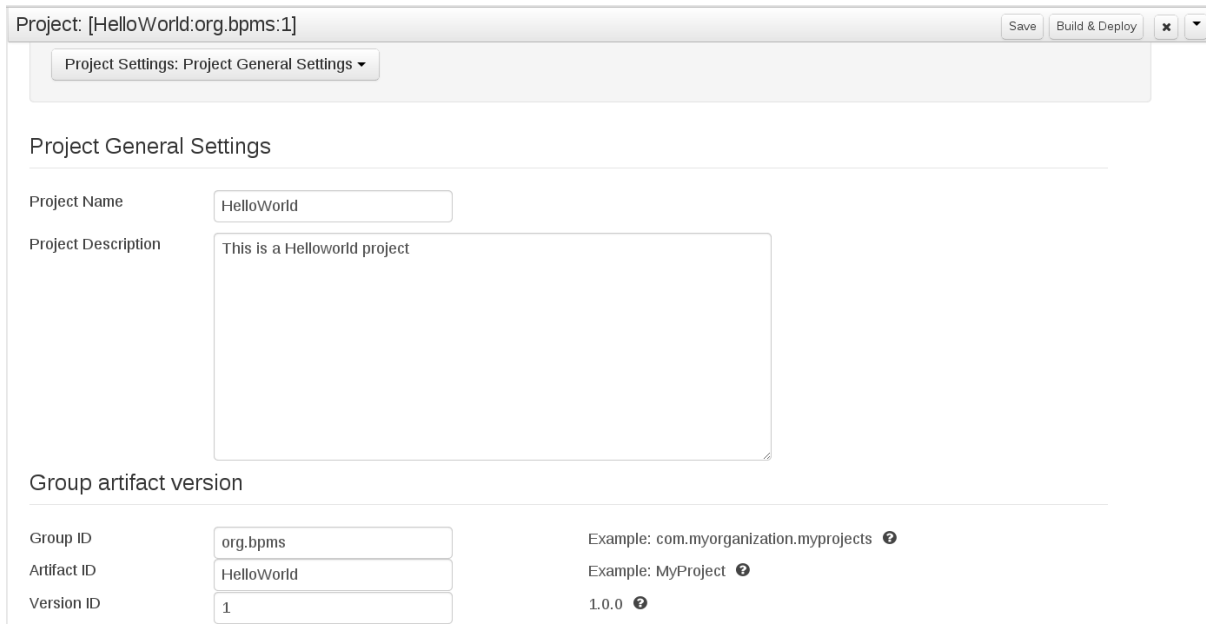 Project: [HelloWorld:org.bpms:1] Save Build & Deploy
Project Settings: Project General Settings
Project General Settings
Project Name HelloWorld
Project Description This is a Helloworld project
Group artifact version
Group ID org.bpms Example: com.myorganization.myprojects
Artifact ID HelloWorld Example: MyProject
Version ID 1 1.0.0